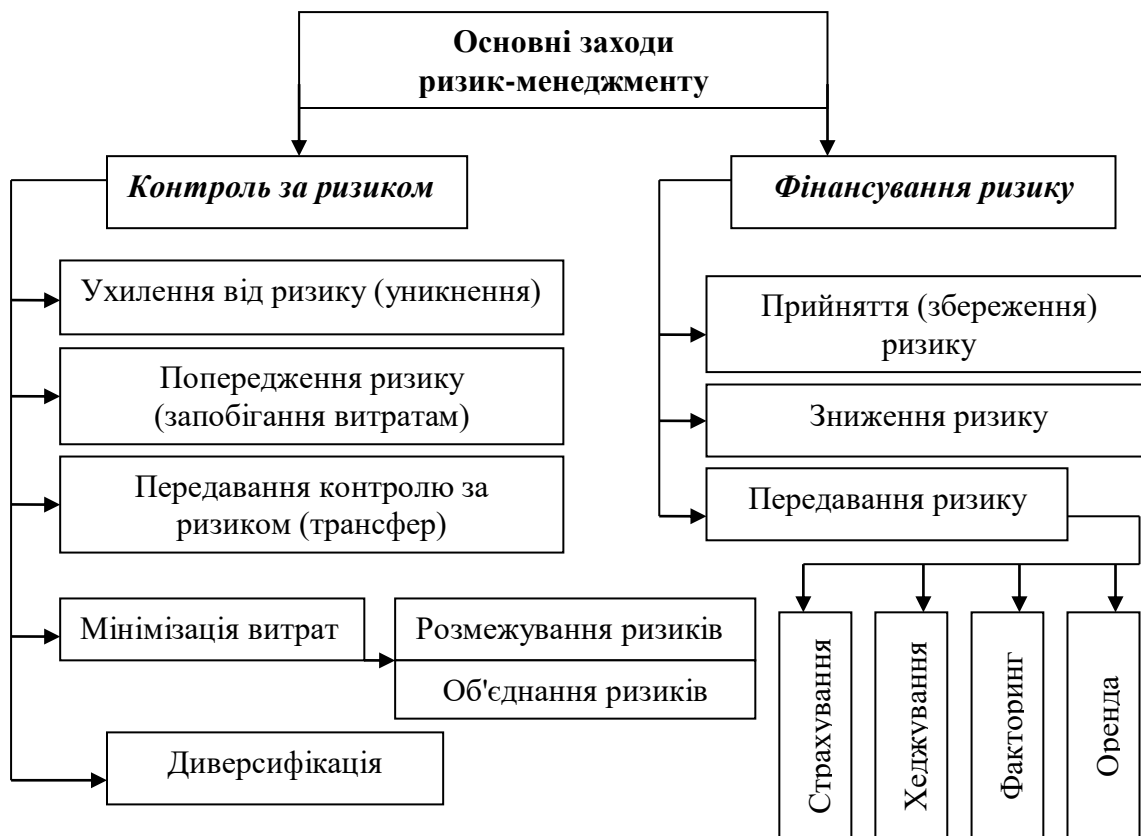 Основні заходи
ризик-менеджменту
Контроль за ризиком
Фінансування ризику
Ухилення від ризику (уникнення)
Попередження ризику
(запобігання витратам)
Передавання контролю за
ризиком (трансфер)
Мінімізація витрат
Розмежування ризиків
Об'єднання ризиків
Диверсифікація
Прийняття (збереження)
ризику
Зниження ризику
Передавання ризику
Страхування
Хеджування
Факторинг
Оренда